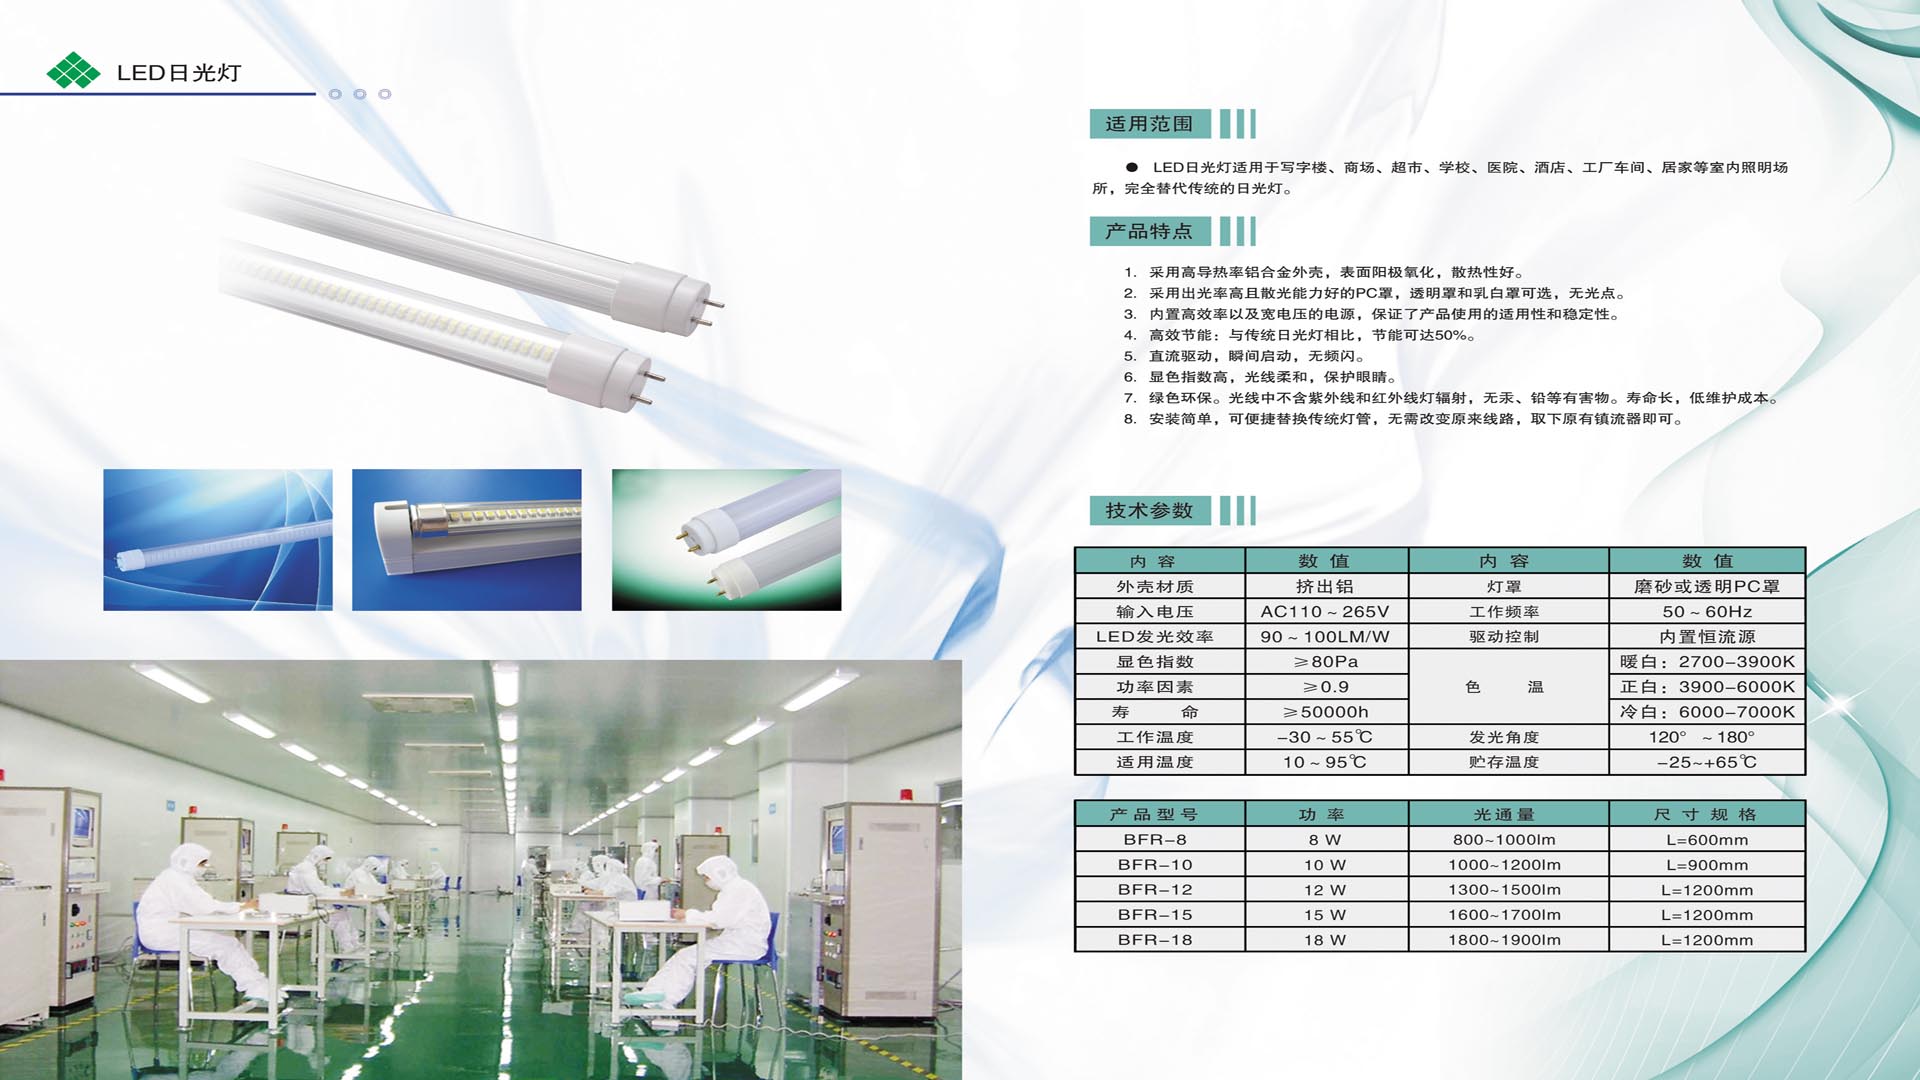 LED日光灯
适用范围
● LED日光灯适用于写字楼、商场、超市、学校、医院、酒店、工厂车间、居家等室内照明场
所，完全替代传统的日光灯。
产品特点
1. 采用高导热率铝合金外壳，表面阳极氧化，散热性好。
2. 采用出光率高且散光能力好的PC罩，透明罩和乳白罩可选，无光点。
3. 内置高效率以及宽电压的电源，保证了产品使用的适用性和稳定性。
4. 高效节能：与传统日光灯相比，节能可达50%。
5. 直流驱动，瞬间启动，无频闪。
6. 显色指数高，光线柔和，保护眼睛。
7. 绿色环保。光线中不含紫外线和红外线灯辐射，无汞、铅等有害物。寿命长，低维护成本。
8. 安装简单，可便捷替换传统灯管，无需改变原来线路，取下原有镇流器即可。
技术参数
内 容 数 值 内 容 数 值
外壳材质 挤出铝 灯罩 磨砂或透明PC罩
输入电压 AC110～265V 工作频率 50～60Hz
LED发光效率 90～100LM/W 驱动控制 内置恒流源
显色指数 ≥80Pa 色 温 暖白：2700-3900K
功率因素 ≥0.9 正白：3900-6000K
寿 命 ≥50000h 冷白：6000-7000K
工作温度 -30～55℃ 发光角度 120° ~180°
适用温度 10～95℃ 贮存温度 -25~+65℃
产品型号 功 率 光通量 尺 寸 规 格
BFR-8 8 W 800~1000lm L=600mm
BFR-10 10 W 1000~1200lm L=900mm
BFR-12 12 W 1300~1500lm L=1200mm
BFR-15 15 W 1600~1700lm L=1200mm
BFR-18 18 W 1800~1900lm L=1200mm